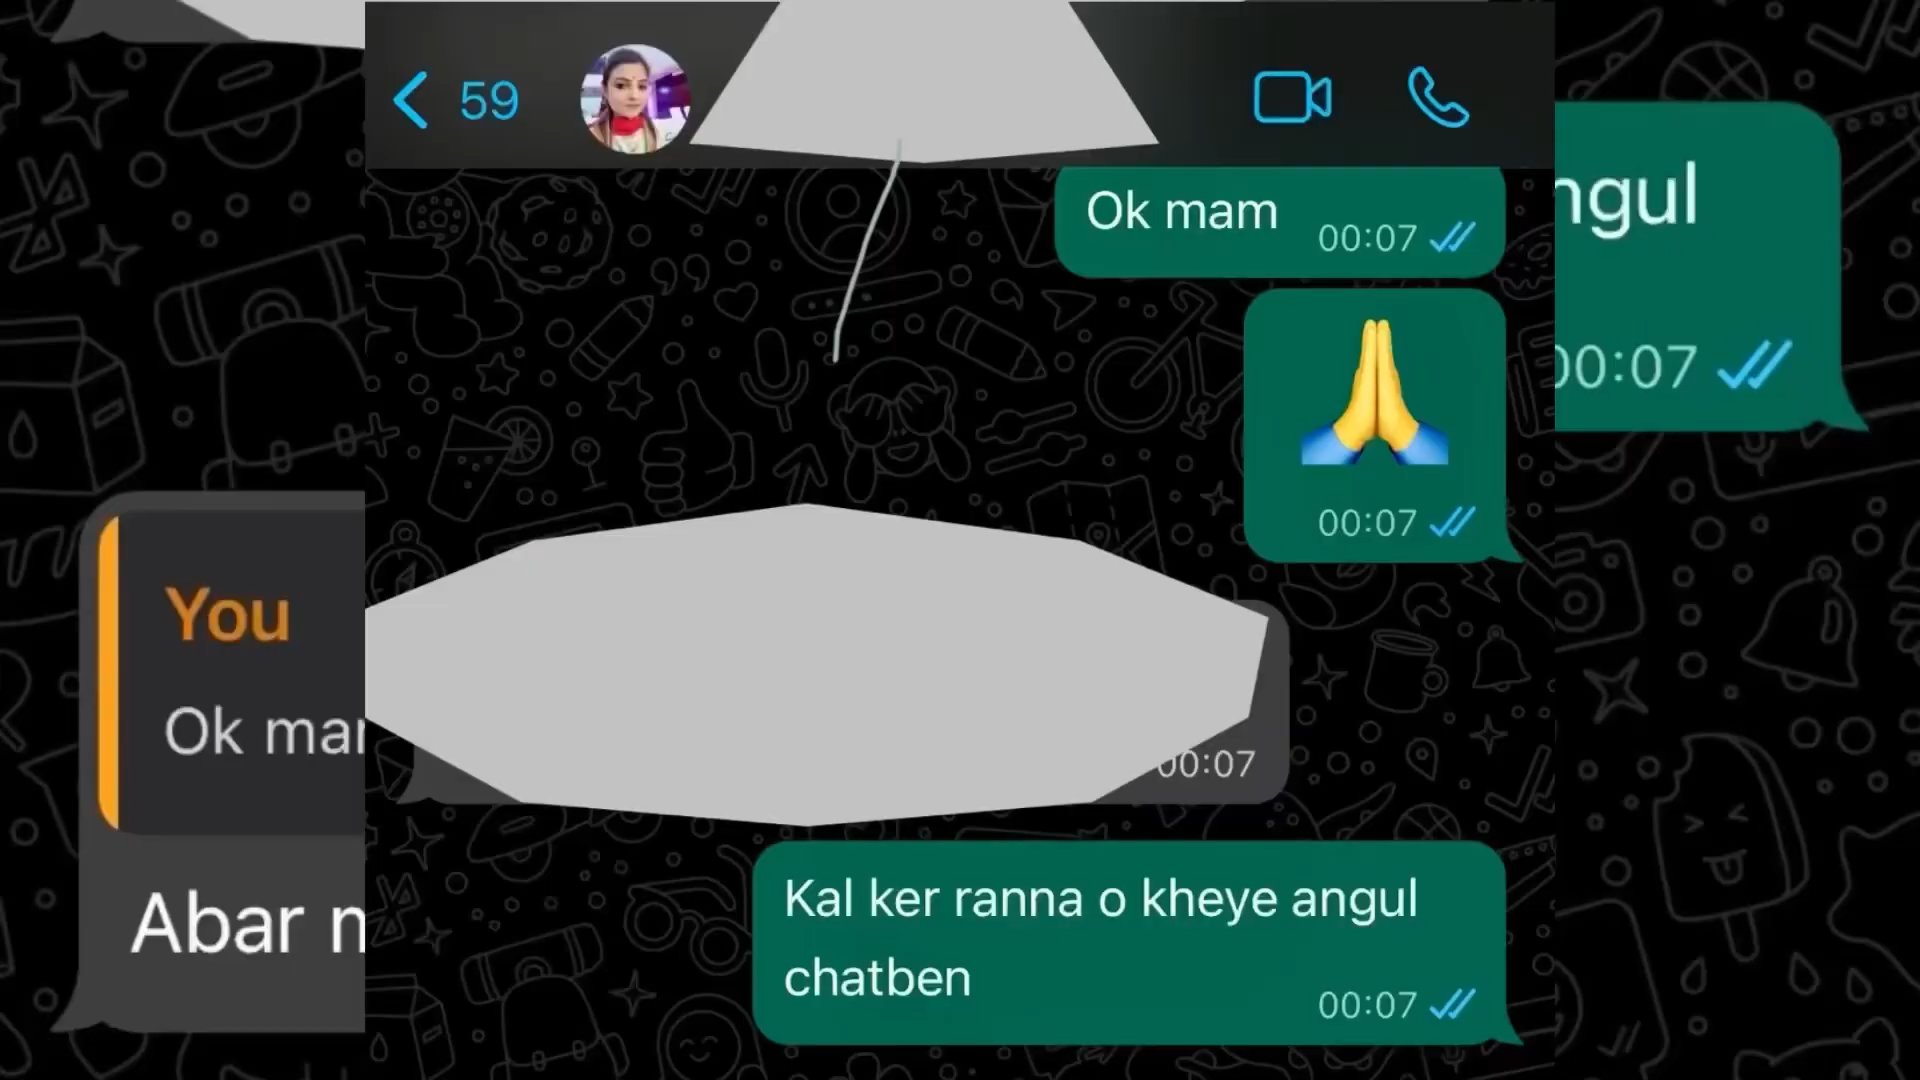 59
Ok mam
00:07
00:07
00:07
Kal ker ranna o kheye angul
chatben
00:07
You
Ok mam
Abar
ngul
00:07